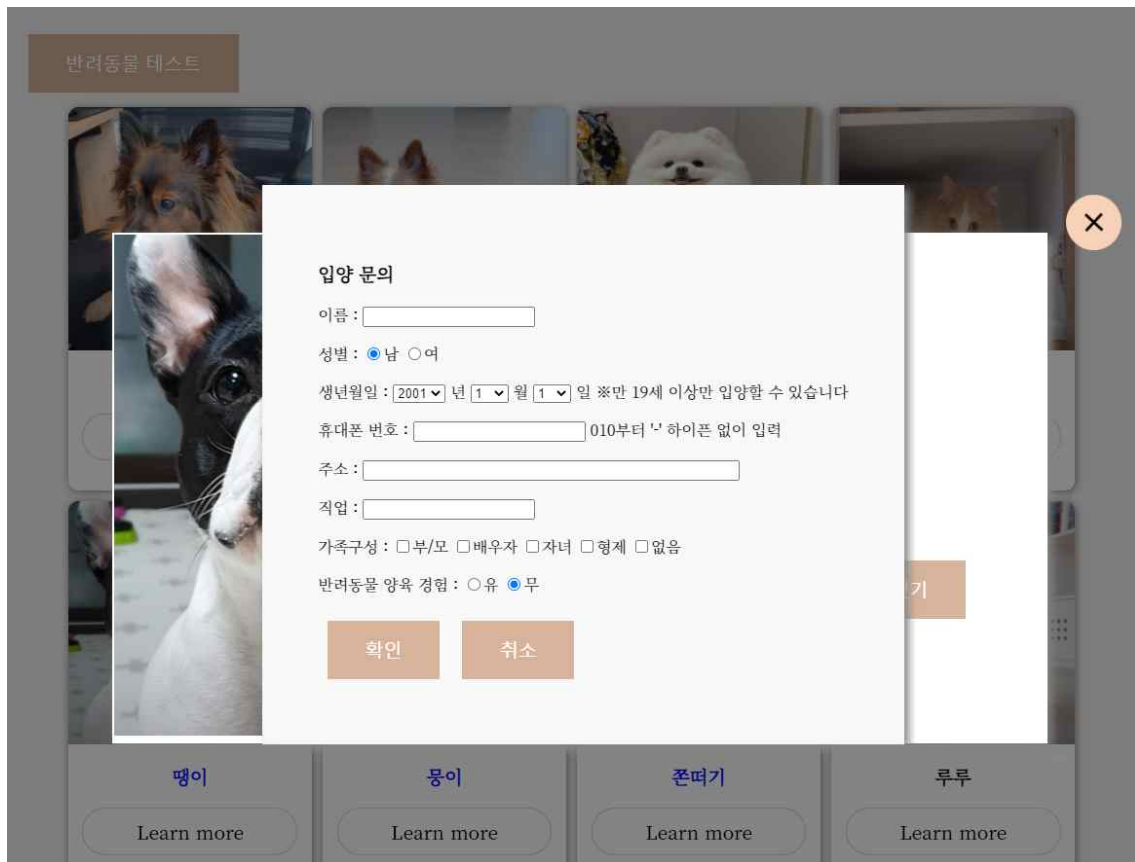 반려동물 테스트
입양 문의
이름 :
성별 : 남 여
생년월일 : 2001 년 1 월 1 일 ※만 19세 이상만 입양할 수 있습니다
휴대폰 번호 : 010부터 '-' 하이픈 없이 입력
주소 :
직업 :
가족구성 : 부/모 배우자 자녀 형제 없음
반려동물 양육 경험 : 유 무
기
확인 취소
땡이 뭉이 쫀떠기 루루
Learn more Learn more Learn more Learn more